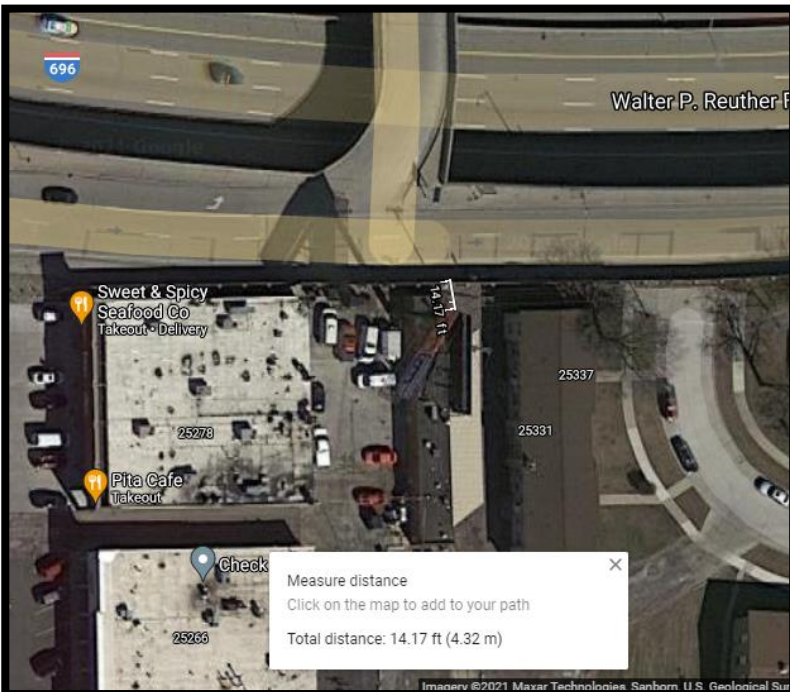 696
Walter P. Reuther F
2021 Google
Sweet & Spicy
Seafood Co
Takeout • Delivery
14.17 ft
25337
25278
25331
Pita Cafe
Takeout
Check
25266
Measure distance
Click on the map to add to your path
Total distance: 14.17 ft (4.32 m)
Imagery ©2021 Maxar Technologies, Sanborn, U.S. Geological Sur